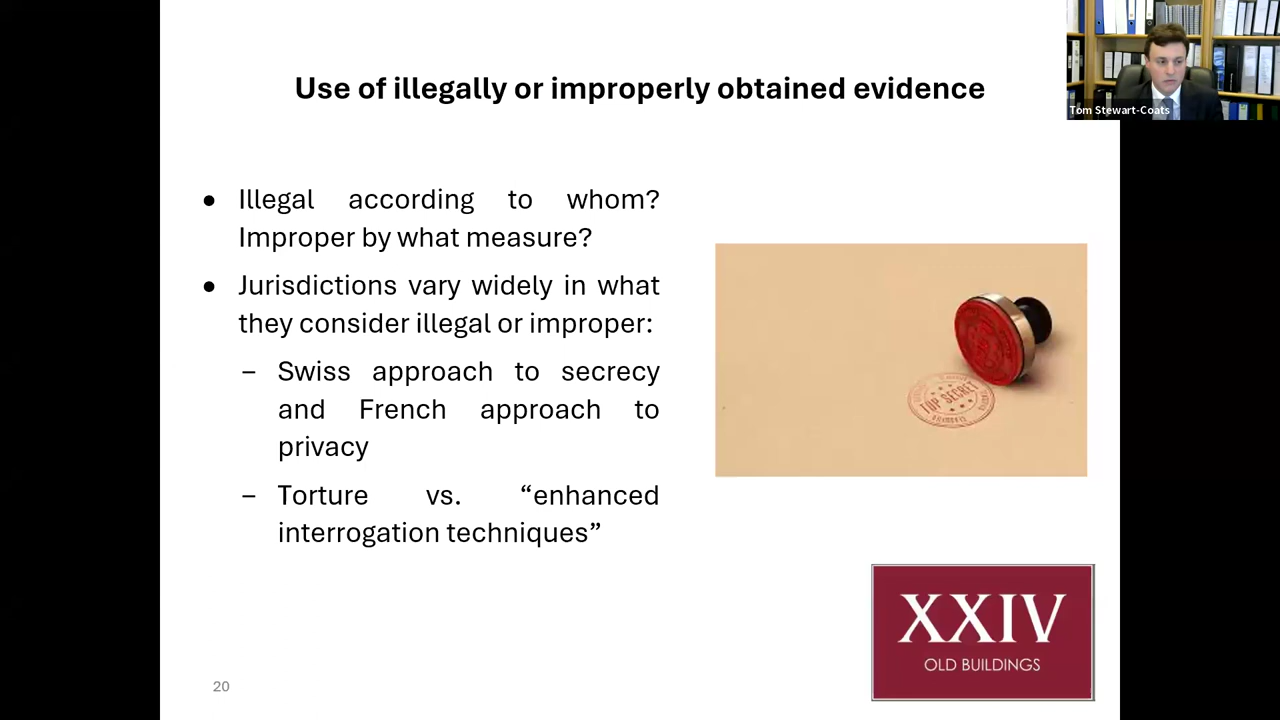 Use of illegally or improperly obtained evidence
Tom Stewart-Coats
● Illegal according to whom?
Improper by what measure?
● Jurisdictions vary widely in what
they consider illegal or improper:
– Swiss approach to secrecy
and French approach to
privacy
– Torture vs. “enhanced
interrogation techniques”
TOP SECRET
XXIV
OLD BUILDINGS
20